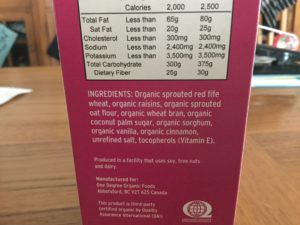 Calories 2,000 2,500
Total Fat Less than 65g 80g
Sat Fat Less than 20g 25g
Cholesterol Less than 300mg 300mg
Sodium Less than 2,400mg 2,400mg
Potassium Less than 3,500mg 3,500mg
Total Carbohydrate 300g 375g
Dietary Fiber 25g 30g
INGREDIENTS: Organic sprouted red fife
wheat, organic raisins, organic sprouted
oat flour, organic wheat bran, organic
coconut palm sugar, organic sorghum,
organic vanilla, organic cinnamon,
unrefined salt, tocopherols (Vitamin E).
Produced in a facility that uses soy, tree nuts
and dairy.
Manufactured for:
One Degree Organic Foods
Abbotsford, BC V2T 6Z5 Canada
This product is third party
certified organic by Quality
Assurance International (QAI)